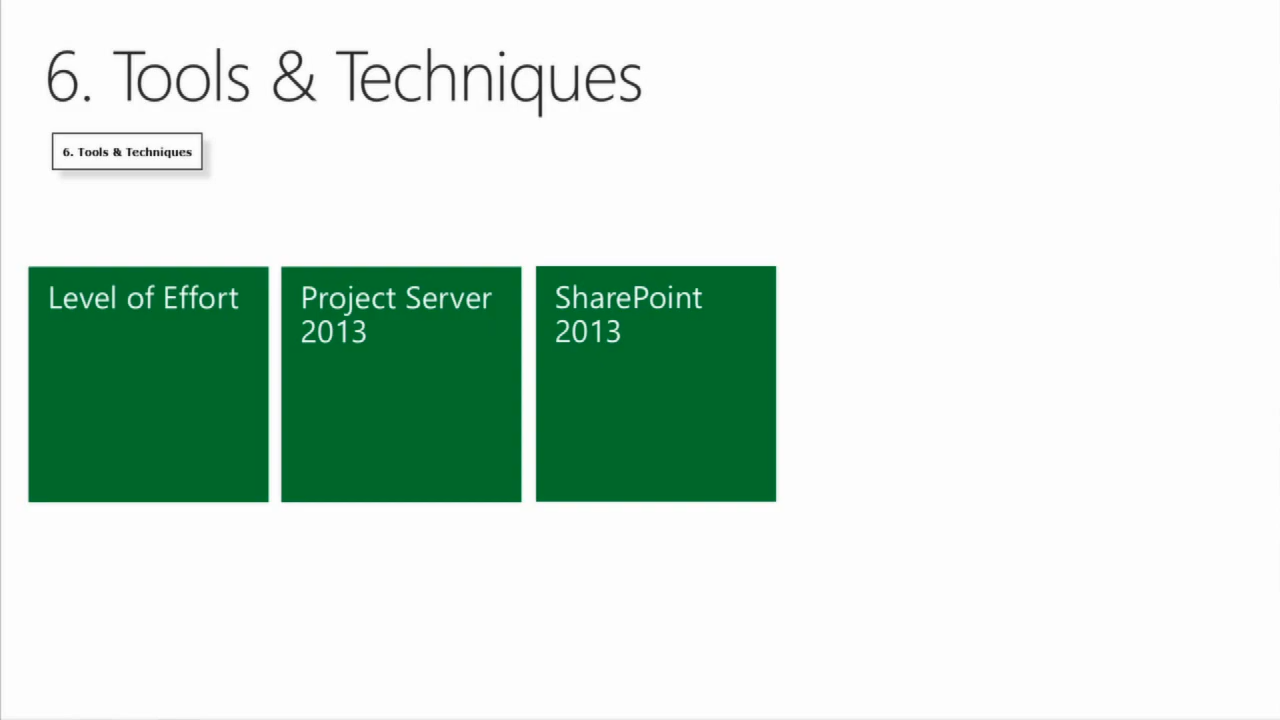 6. Tools & Techniques
6. Tools & Techniques
Level of Effort
Project Server
2013
SharePoint
2013